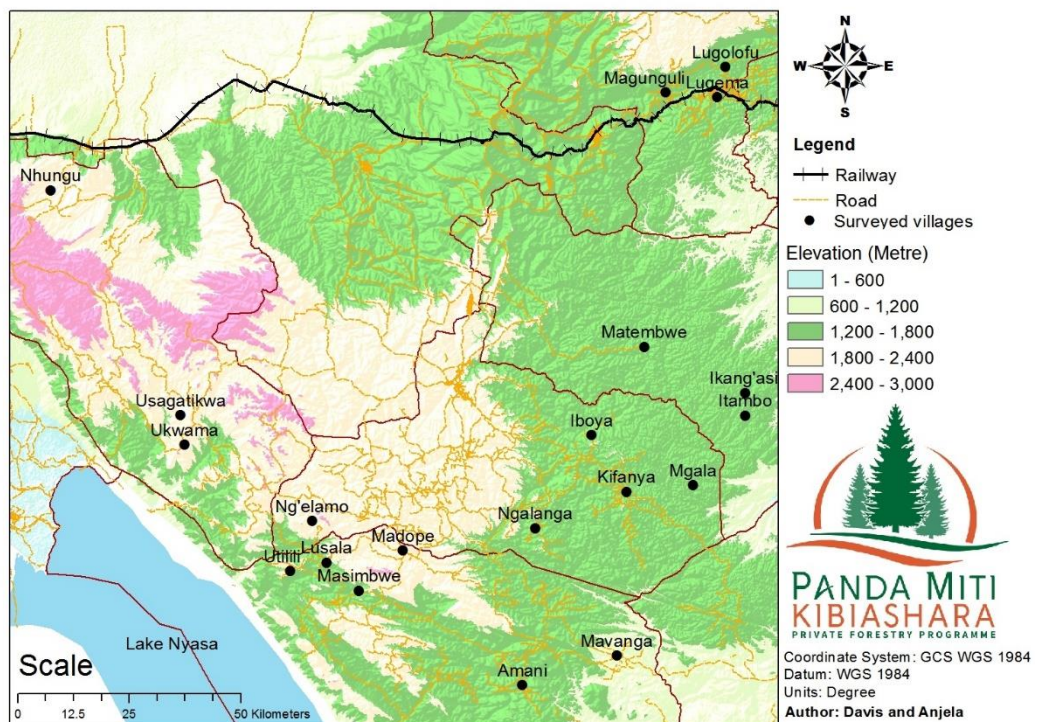 Lugolofu
Magunguli
Lugema
Nhungu
Matembwe
Ikang'asi
Itambo
Usagatikwa
Ukwama
Iboya
Kifanya
Mgala
Ng'elamo
Ngalanga
Madope
Utilili
Lusala
Masimbwe
Mavanga
Amani
Lake Nyasa
Scale
0 12.5 25 50 Kilometers
N
W E
S
Legend
Railway
Road
Surveyed villages
Elevation (Metre)
1 - 600
600 - 1,200
1,200 - 1,800
1,800 - 2,400
2,400 - 3,000
PANDA MITI
KIBIASHARA
PRIVATE FORESTRY PROGRAMME
Coordinate System: GCS WGS 1984
Datum: WGS 1984
Units: Degree
Author: Davis and Anjela